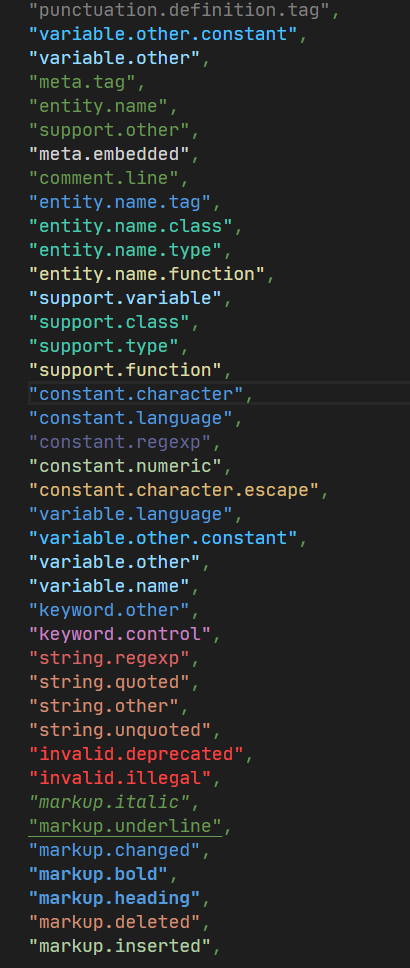 "punctuation.definition.tag",
"variable.other.constant",
"variable.other",
"meta.tag",
"entity.name",
"support.other",
"meta.embedded",
"comment.line",
"entity.name.tag",
"entity.name.class",
"entity.name.type",
"entity.name.function",
"support.variable",
"support.class",
"support.type",
"support.function",
"constant.character",
"constant.language",
"constant.regexp",
"constant.numeric",
"constant.character.escape",
"variable.language",
"variable.other.constant",
"variable.other",
"variable.name",
"keyword.other",
"keyword.control",
"string.regexp",
"string.quoted",
"string.other",
"string.unquoted",
"invalid.deprecated",
"invalid.illegal",
"markup.italic",
"markup.underline",
"markup.changed",
"markup.bold",
"markup.heading",
"markup.deleted",
"markup.inserted",